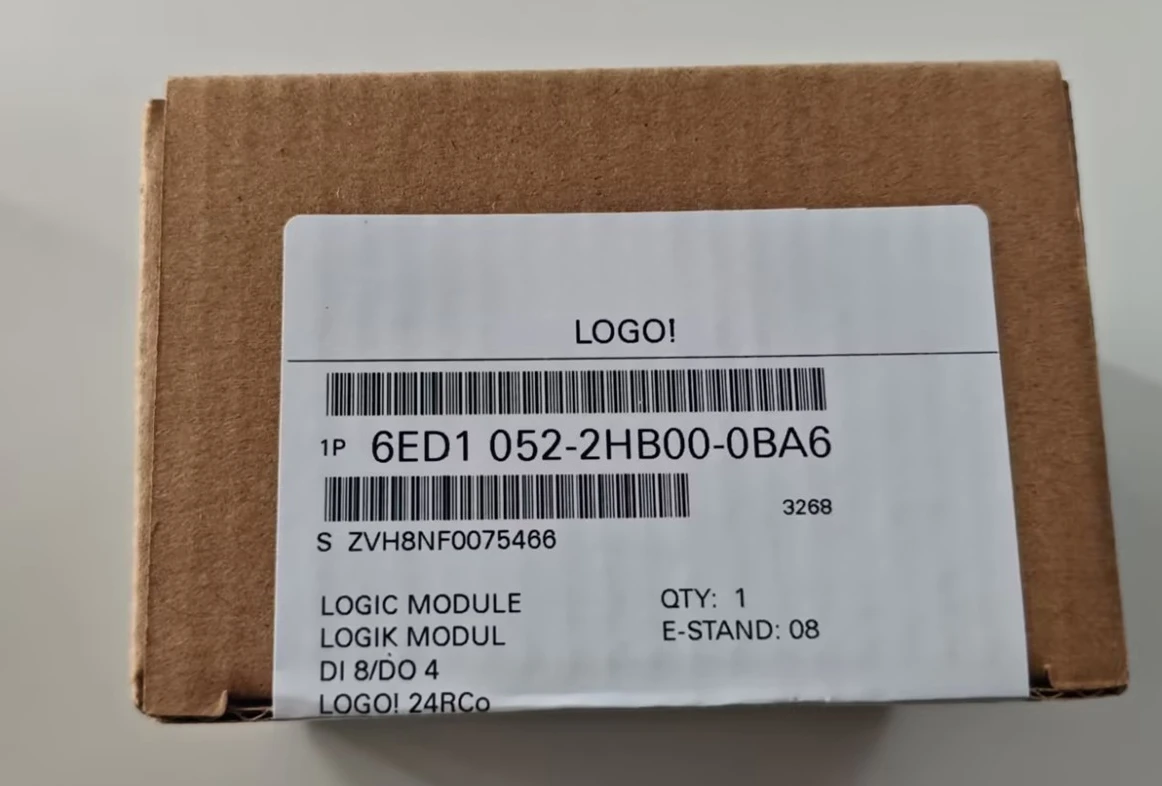 LOGO!
1P 6ED1 052-2HB00-0BA6
3268
S ZVH8NF0075466
LOGIC MODULE QTY: 1
LOGIK MODUL E-STAND: 08
DI 8/DO 4
LOGO! 24RCo